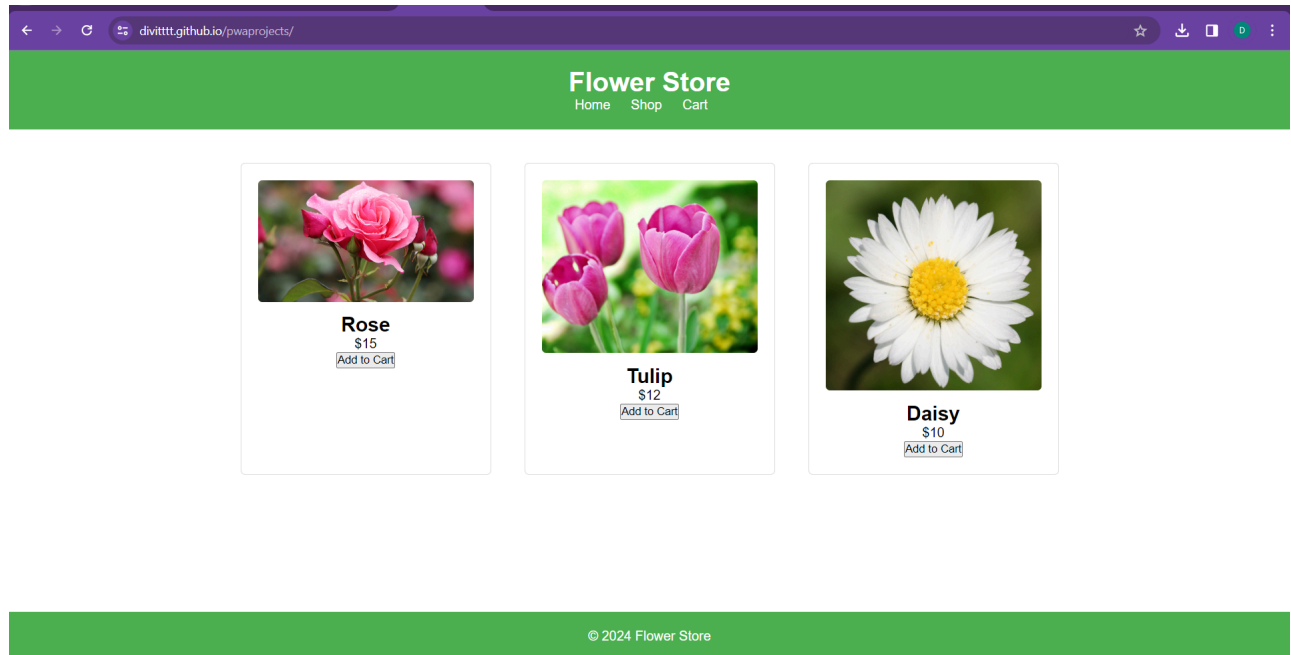 divitttt.github.io/pwaprojects/
D
Flower Store
Home Shop Cart
Rose
$15
Add to Cart
Tulip
$12
Add to Cart
Daisy
$10
Add to Cart
© 2024 Flower Store